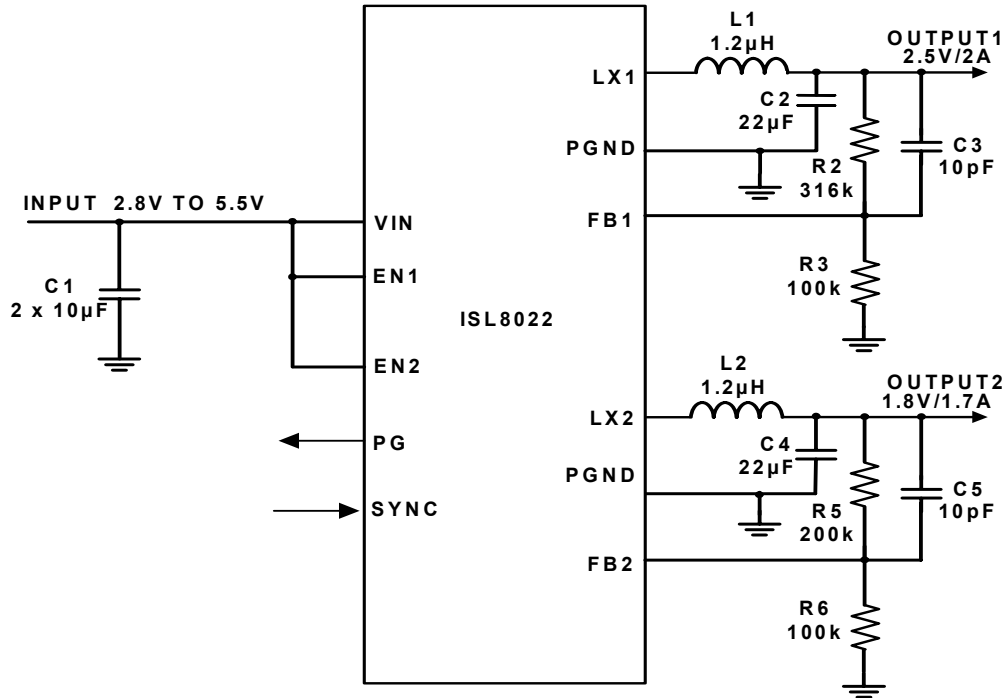 L1
1.2µH
OUTPUT1
2.5V/2A
LX1
C2
22µF
PGND
R2
316k
C3
10pF
INPUT 2.8V TO 5.5V
VIN
FB1
EN1
C1
2 x 10µF
R3
100k
ISL8022
EN2
L2
1.2µH
OUTPUT2
1.8V/1.7A
LX2
PG
C4
22µF
PGND
SYNC
R5
200k
C5
10pF
FB2
R6
100k